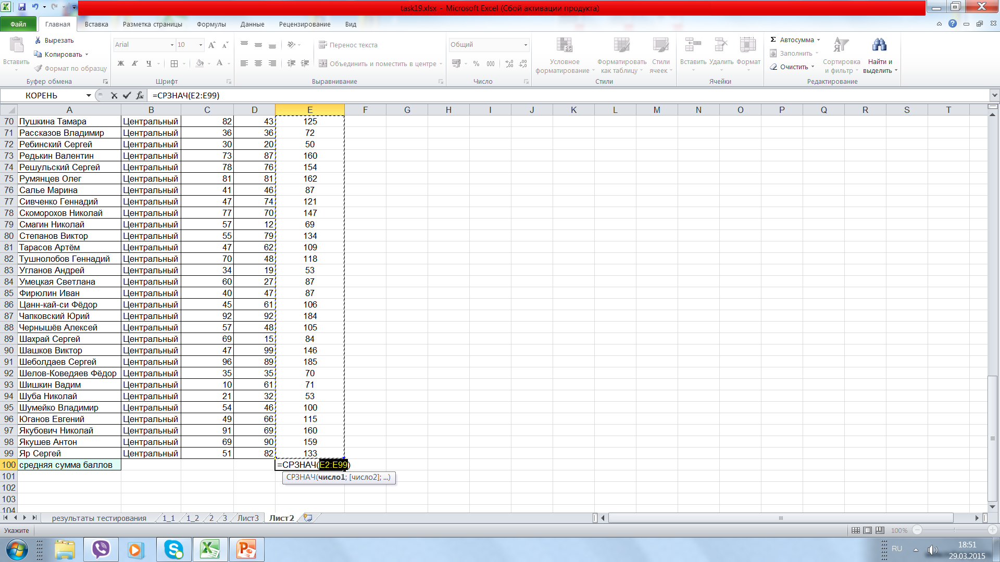 task19.xlsx - Microsoft Excel (Сбой активации продукта)
Файл Главная Вставка Разметка страницы Формулы Данные Рецензирование Вид
Вставить
Вырезать
Копировать
Формат по образцу
Буфер обмена
Arial 10
Ж К Ч А
Шрифт
Перенос текста
Объединить и поместить в центре
Выравнивание
Общий
% 000
Число
Условное форматирование
Форматировать как таблицу
Стили ячеек
Стили
Вставить Удалить Формат
Ячейки
Σ Автосумма
Заполнить
Очистить
Сортировка и фильтр
Найти и выделить
Редактирование
КОРЕНЬ fx =СРЗНАЧ(E2:E99)
A B C D E F G H I J K L M N O P Q R S T
70 Пушкина Тамара Центральный 82 43 125
71 Рассказов Владимир Центральный 36 36 72
72 Ребинский Сергей Центральный 30 20 50
73 Редькин Валентин Центральный 73 87 160
74 Решульский Сергей Центральный 78 76 154
75 Румянцев Олег Центральный 81 81 162
76 Салье Марина Центральный 41 46 87
77 Сивченко Геннадий Центральный 47 74 121
78 Скоморохов Николай Центральный 77 70 147
79 Смагин Николай Центральный 57 12 69
80 Степанов Виктор Центральный 55 79 134
81 Тарасов Артём Центральный 47 62 109
82 Тушнолобов Геннадий Центральный 70 48 118
83 Угланов Андрей Центральный 34 19 53
84 Умецкая Светлана Центральный 60 27 87
85 Фирюлин Иван Центральный 40 47 87
86 Цанн-кай-си Фёдор Центральный 45 61 106
87 Чапковский Юрий Центральный 92 92 184
88 Чернышёв Алексей Центральный 57 48 105
89 Шахрай Сергей Центральный 69 15 84
90 Шашков Виктор Центральный 47 99 146
91 Шеболдаев Сергей Центральный 96 89 185
92 Шелов-Коведяев Фёдор Центральный 35 35 70
93 Шишкин Вадим Центральный 10 61 71
94 Шуба Николай Центральный 21 32 53
95 Шумейко Владимир Центральный 54 46 100
96 Юганов Евгений Центральный 49 66 115
97 Якубович Николай Центральный 91 69 160
98 Якушев Антон Центральный 69 90 159
99 Яр Сергей Центральный 51 82 133
100 средняя сумма баллов =СРЗНАЧ(E2:E99)
101 СРЗНАЧ(число1; [число2]; ...)
102
103
104
результаты тестирования 1_1 1_2 2 3 Лист3 Лист2
Укажите 100%
RU 18:51
29.03.2015